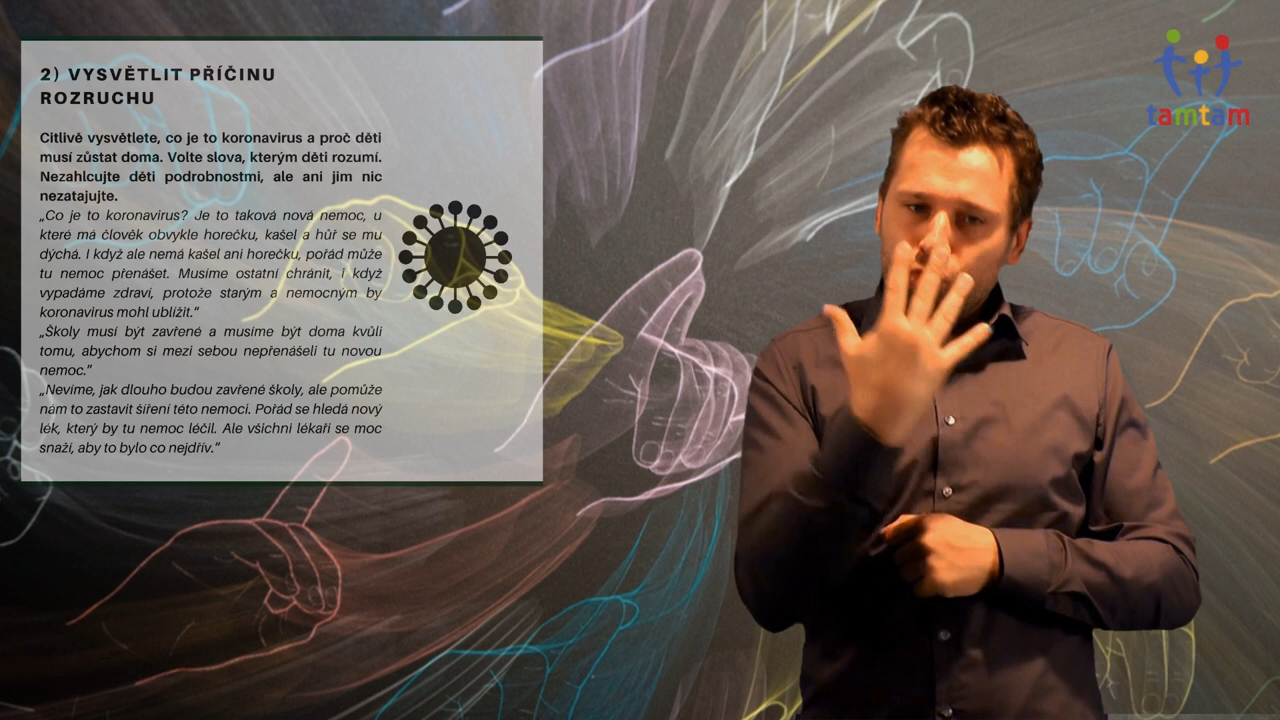 2) VYSVĚTLIT PŘÍČINU
ROZRUCHU
Citlivě vysvětlete, co je to koronavirus a proč děti
musí zůstat doma. Volte slova, kterým děti rozumí.
Nezahlcujte děti podrobnostmi, ale ani jim nic
nezatajujte.
„Co je to koronavirus? Je to taková nová nemoc, u
které má člověk obvykle horečku, kašel a hůř se mu
dýchá. I když ale nemá kašel ani horečku, pořád může
tu nemoc přenášet. Musíme ostatní chránit, i když
vypadáme zdraví, protože starým a nemocným by
koronavirus mohl ublížit.“
„Školy musí být zavřené a musíme být doma kvůli
tomu, abychom si mezi sebou nepřenášeli tu novou
nemoc.”
„Nevíme, jak dlouho budou zavřené školy, ale pomůže
nám to zastavit šíření této nemoci. Pořád se hledá nový
lék, který by tu nemoc léčil. Ale všichni lékaři se moc
snaží, aby to bylo co nejdřív.“
tamtam